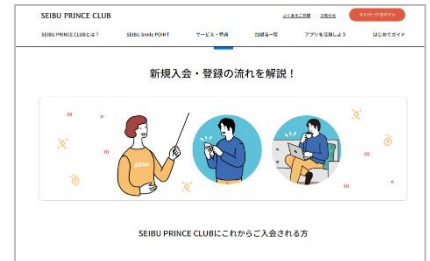 SEIBU PRINCE CLUB
よくあるご質問 お知らせ マイページ ログイン
SEIBU PRINCE CLUBとは？ SEIBU Smile POINT サービス・特典 加盟店一覧 アプリを活用しよう はじめてガイド
新規入会・登録の流れを解説！
SEIBU PRINCE CLUBにこれからご入会される方